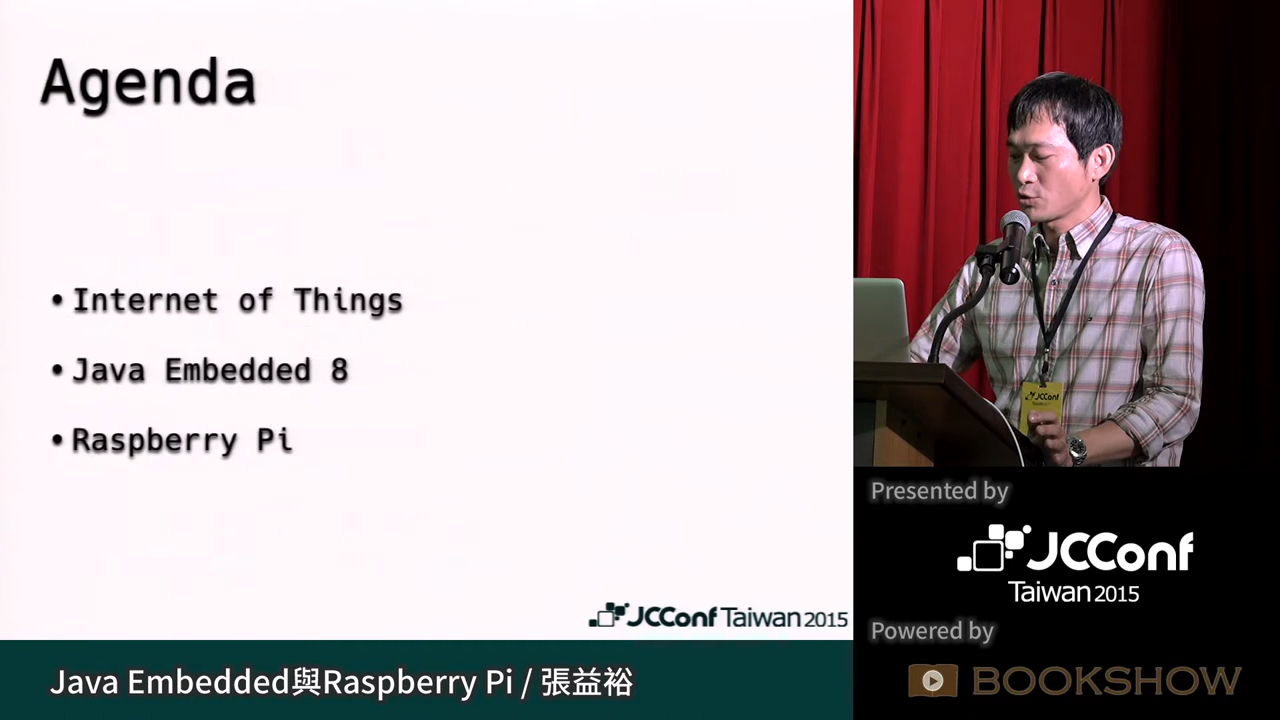 Agenda
• Internet of Things
• Java Embedded 8
• Raspberry Pi
JCConf Taiwan 2015
Java Embedded與Raspberry Pi / 張益裕
JCConf
Presented by
JCConf
Taiwan 2015
Powered by
BOOKSHOW